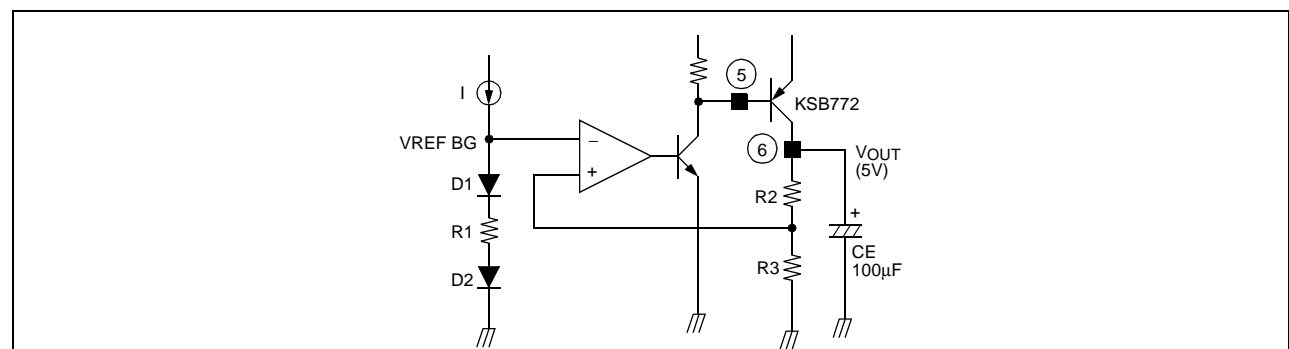 5
KSB772
I
VREF BG
−
+
6
VOUT
(5V)
D1
R1
D2
R2
R3
+
CE
100µF